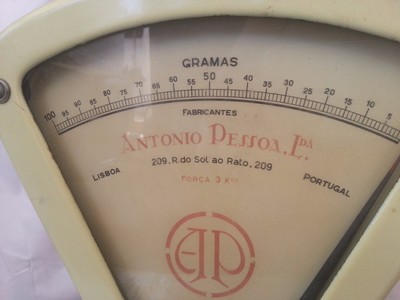 GRAMAS
100 95 90 85 80 75 70 65 60 55 50 45 40 35 30 25 20 15 10 5
FABRICANTES
ANTONIO PESSOA, LDA.
209, R. do SOL AO RATO, 209
LISBOA
PORTUGAL
FORÇA 3 KOS
AP